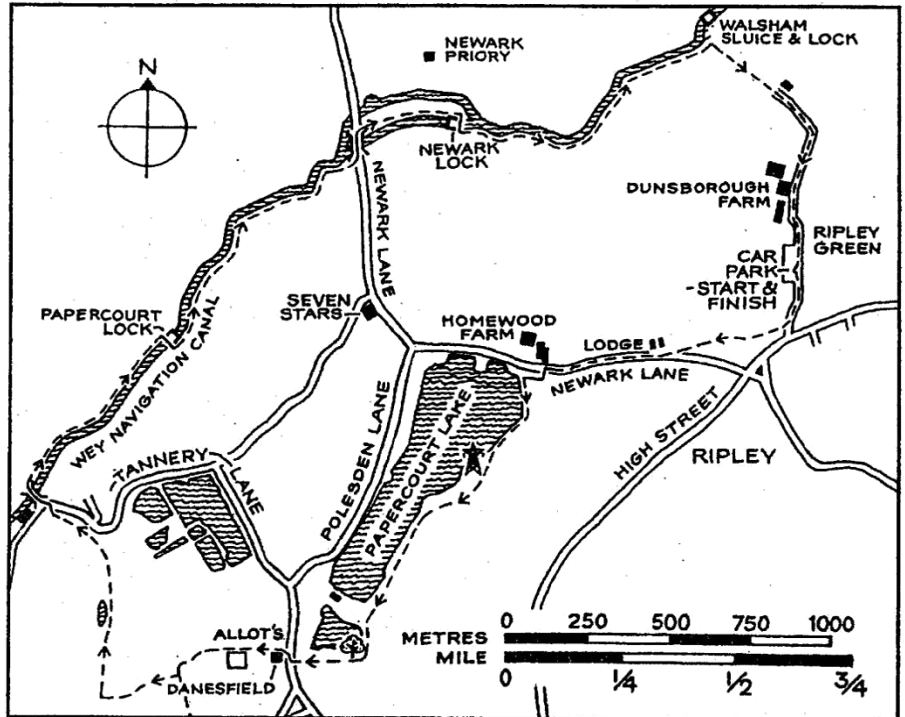 WALSHAM
SLUICE & LOCK
NEWARK
PRIORY
N
NEWARK
LOCK
NEWARK LANE
DUNSBOROUGH
FARM
RIPLEY
GREEN
CAR
PARK
-START &
FINISH
SEVEN
STARS
PAPERCOURT
LOCK
HOMEWOOD
FARM
LODGE
NEWARK LANE
WEY NAVIGATION CANAL
HIGH STREET
RIPLEY
TANNERY
LANE
POLESDEN LANE
PAPERCOURT LAKE
ALLOT'S
DANESFIELD
0 250 500 750 1000
METRES
MILE
0 1/4 1/2 3/4